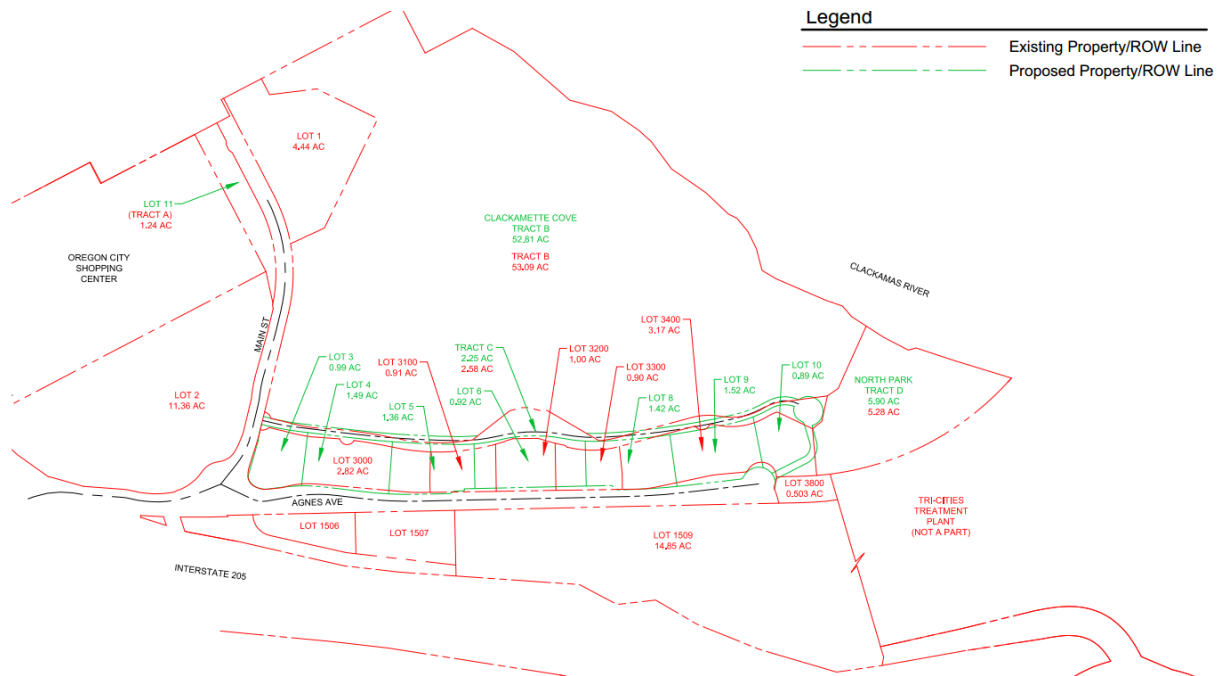 Legend
Existing Property/ROW Line
Proposed Property/ROW Line
LOT 1
4.44 AC
LOT 11
(TRACT A)
1.24 AC
CLACKAMETTE COVE
TRACT B
52.81 AC
TRACT B
53.09 AC
OREGON CITY
SHOPPING
CENTER
CLACKAMAS RIVER
MAIN ST
LOT 3400
3.17 AC
LOT 3
0.99 AC
LOT 3100
0.91 AC
TRACT C
2.25 AC
2.58 AC
LOT 3200
1.00 AC
LOT 3300
0.90 AC
LOT 10
0.89 AC
LOT 4
1.49 AC
LOT 6
0.92 AC
LOT 9
1.52 AC
NORTH PARK
TRACT D
5.90 AC
5.28 AC
LOT 2
11.36 AC
LOT 5
1.36 AC
LOT 8
1.42 AC
LOT 3000
2.82 AC
LOT 3800
0.503 AC
AGNES AVE
TRI-CITIES
TREATMENT
PLANT
(NOT A PART)
LOT 1506
LOT 1507
LOT 1509
14.85 AC
INTERSTATE 205